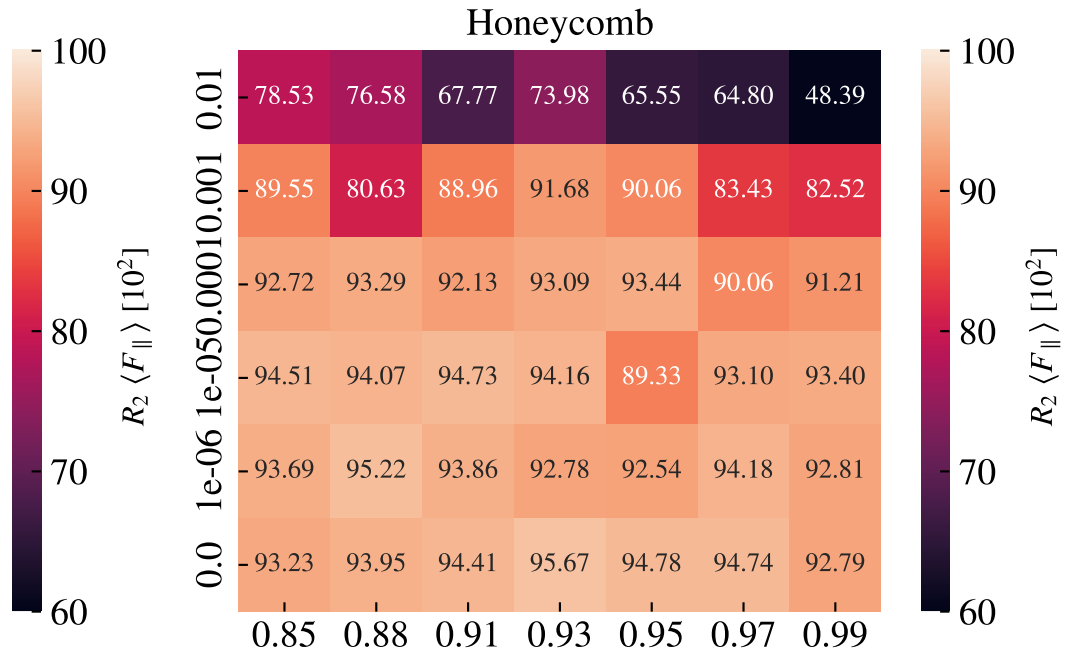 Honeycomb
100
90
80
70
60
R₂ ⟨F∥⟩ [10²]
0.01
0.001
0.0001
1e-05
1e-06
0.0
78.53 76.58 67.77 73.98 65.55 64.80 48.39
89.55 80.63 88.96 91.68 90.06 83.43 82.52
92.72 93.29 92.13 93.09 93.44 90.06 91.21
94.51 94.07 94.73 94.16 89.33 93.10 93.40
93.69 95.22 93.86 92.78 92.54 94.18 92.81
93.23 93.95 94.41 95.67 94.78 94.74 92.79
0.85 0.88 0.91 0.93 0.95 0.97 0.99
100
90
80
70
60
R₂ ⟨F∥⟩ [10²]